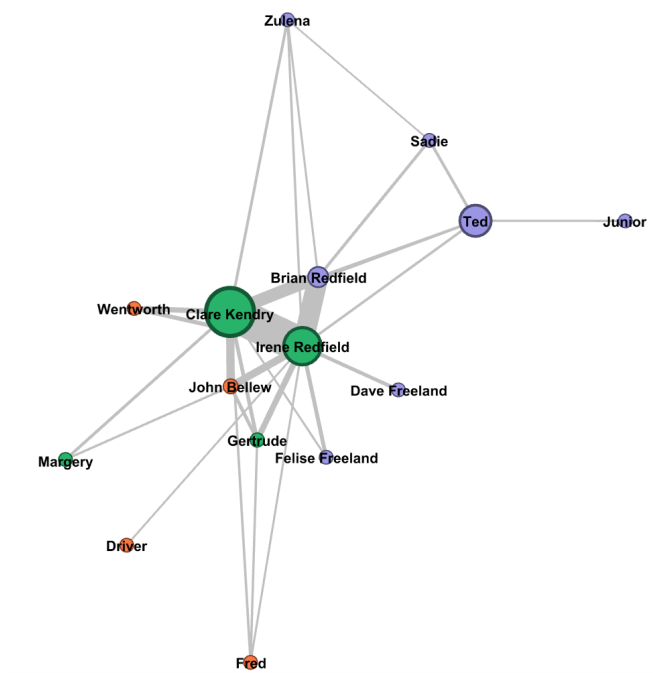 Zulena
Sadie
Ted
Junior
Brian Redfield
Wentworth
Clare Kendry
Irene Redfield
John Bellew
Dave Freeland
Gertrude
Felise Freeland
Margery
Driver
Fred